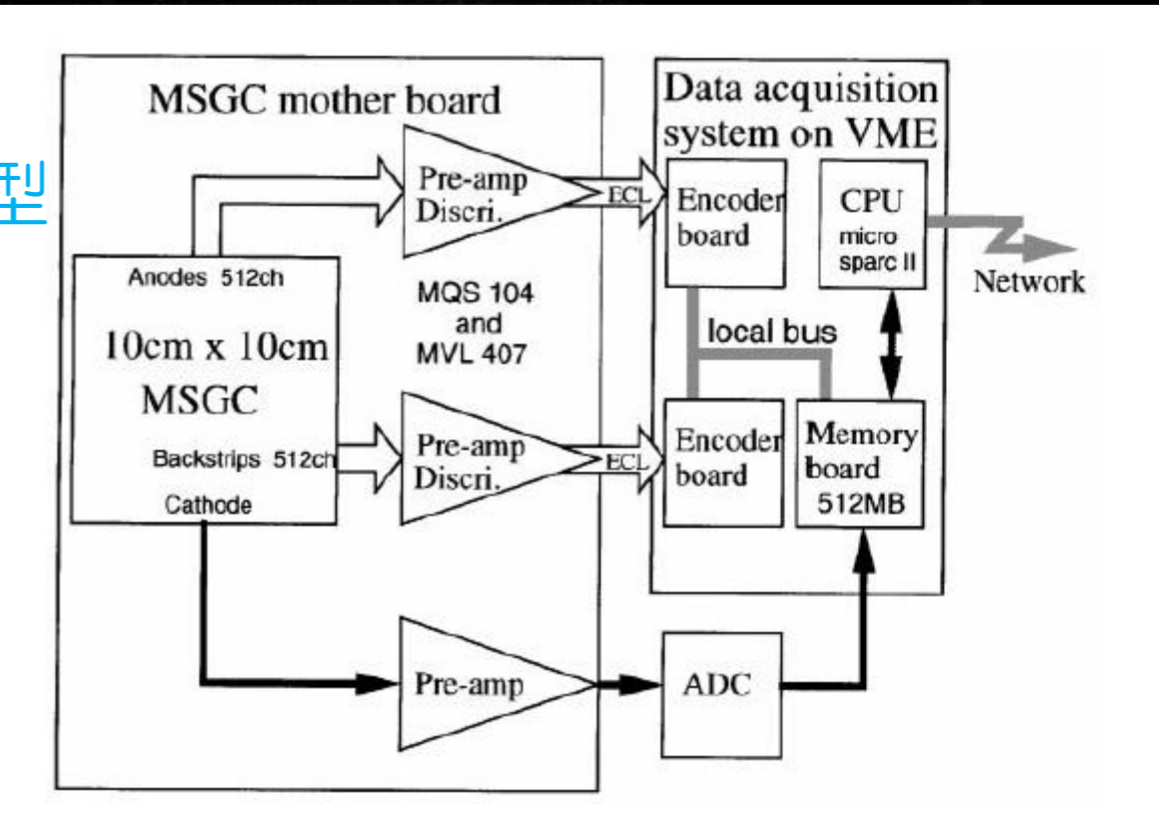 MSGC mother board
Data acquisition
system on VME
型
Pre-amp
Discri.
ECL
Encoder
board
CPU
micro
sparc II
Network
Anodes 512ch
10cm x 10cm
MSGC
Backstrips 512ch
Cathode
MQS 104
and
MVL 407
local bus
Pre-amp
Discri.
ECL
Encoder
board
Memory
board
512MB
Pre-amp
ADC